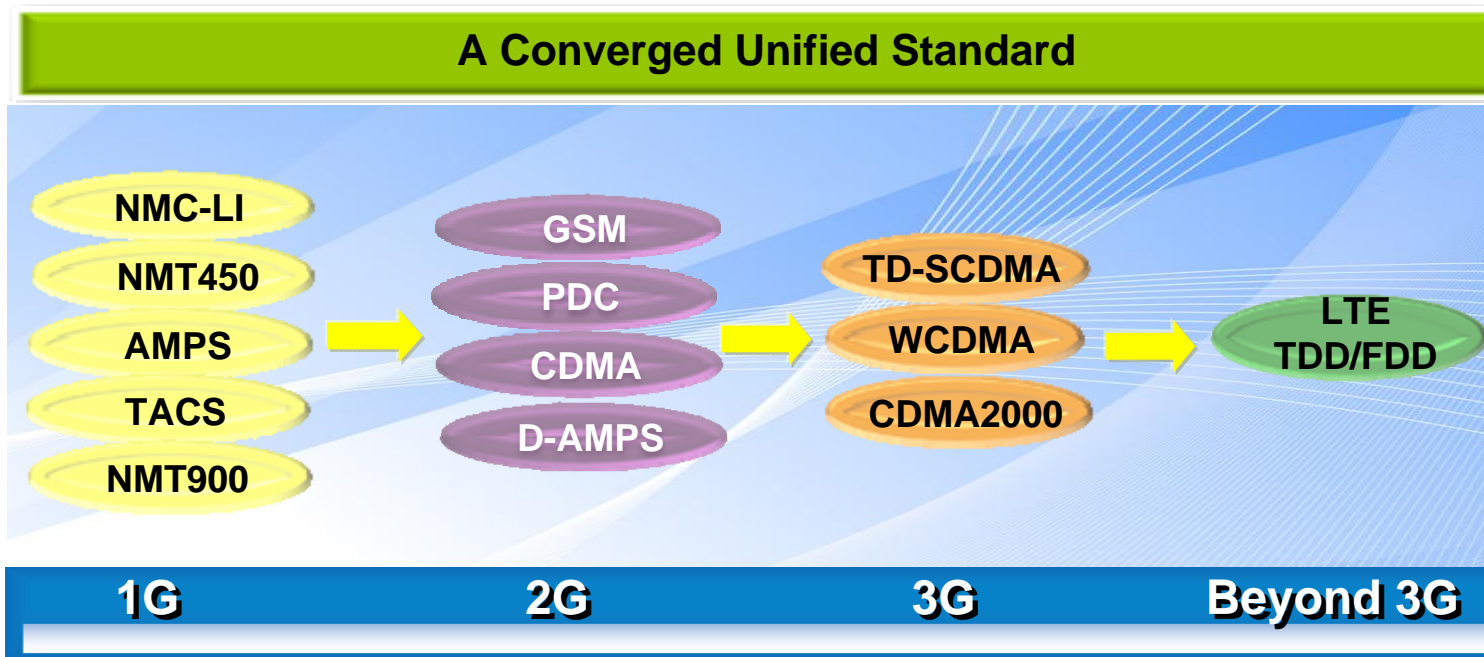 A Converged Unified Standard
NMC-LI
NMT450
AMPS
TACS
NMT900
GSM
PDC
CDMA
D-AMPS
TD-SCDMA
WCDMA
CDMA2000
LTE
TDD/FDD
1G
2G
3G
Beyond 3G